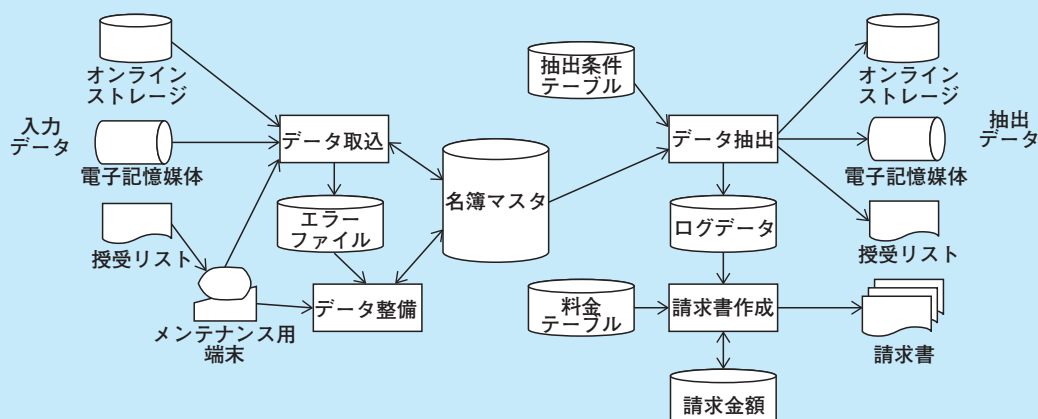 オンライン
ストレージ
入力
データ
電子記憶媒体
授受リスト
メンテナンス用
端末
データ取込
エラー
ファイル
データ整備
名簿マスタ
抽出条件
テーブル
データ抽出
ログデータ
料金
テーブル
請求書作成
請求金額
オンライン
ストレージ
抽出
データ
電子記憶媒体
授受リスト
請求書